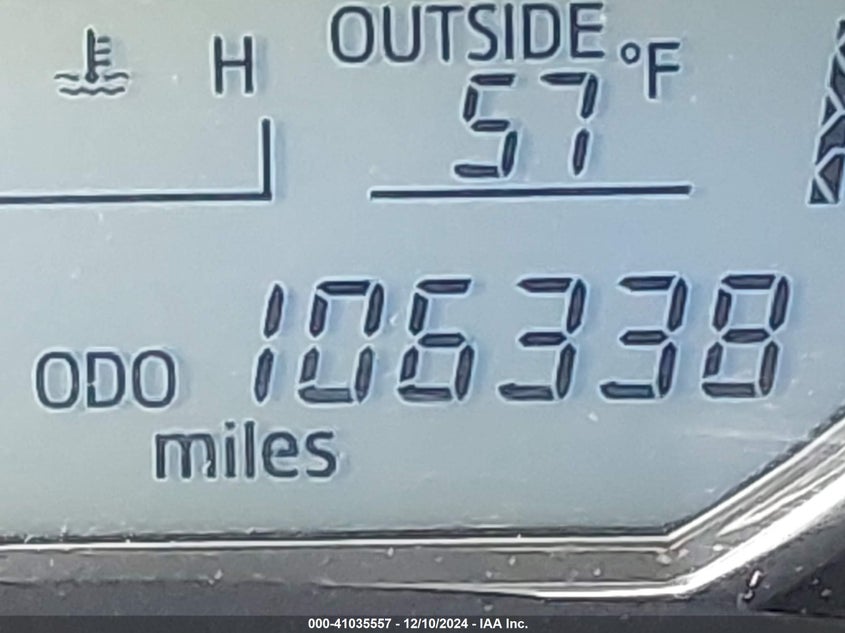 H
OUTSIDE
57 °F
ODO 106338
miles
000-41035557 - 12/10/2024 - IAA Inc.